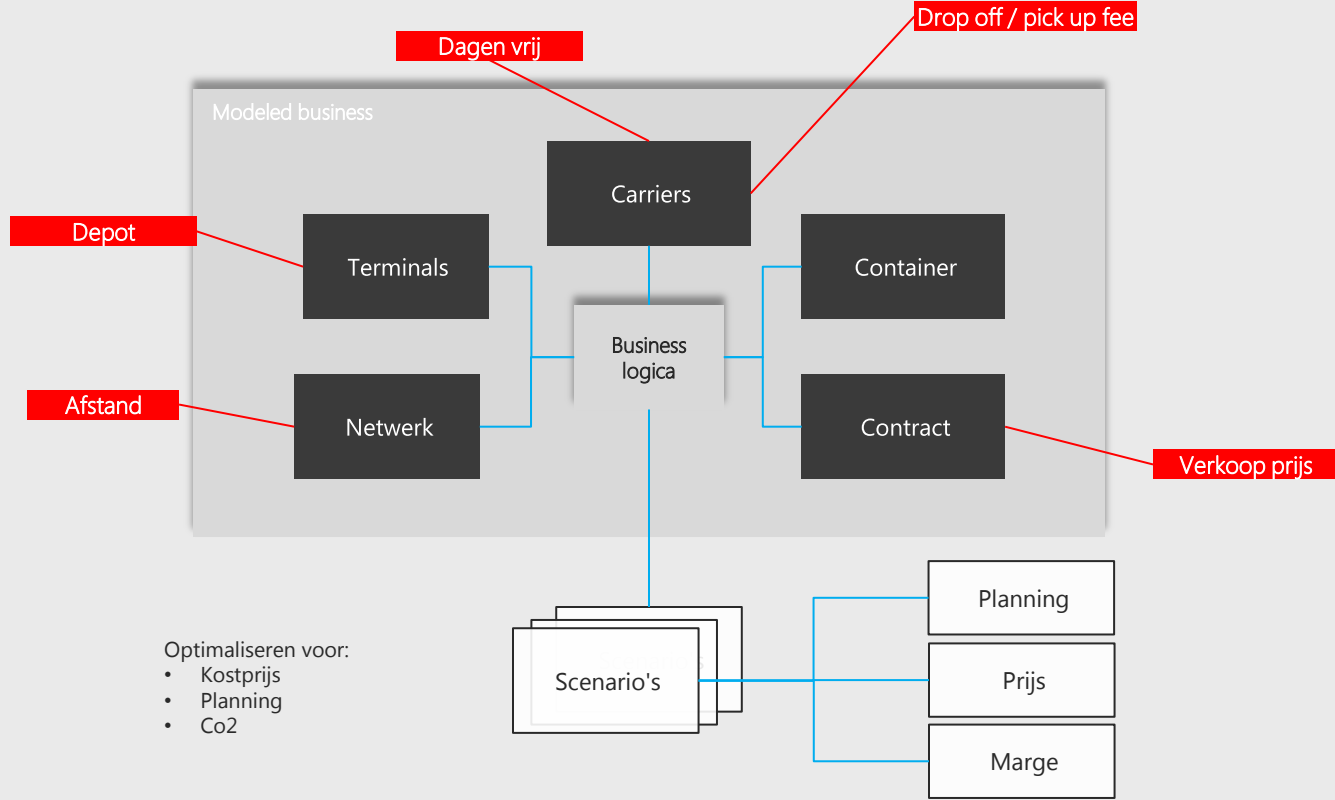 Drop off / pick up fee
Dagen vrij
Modeled business
Carriers
Depot
Terminals
Container
Business
logica
Afstand
Netwerk
Contract
Verkoop prijs
Planning
Optimaliseren voor:
• Kostprijs
• Planning
• Co2
Scenario's
Prijs
Marge